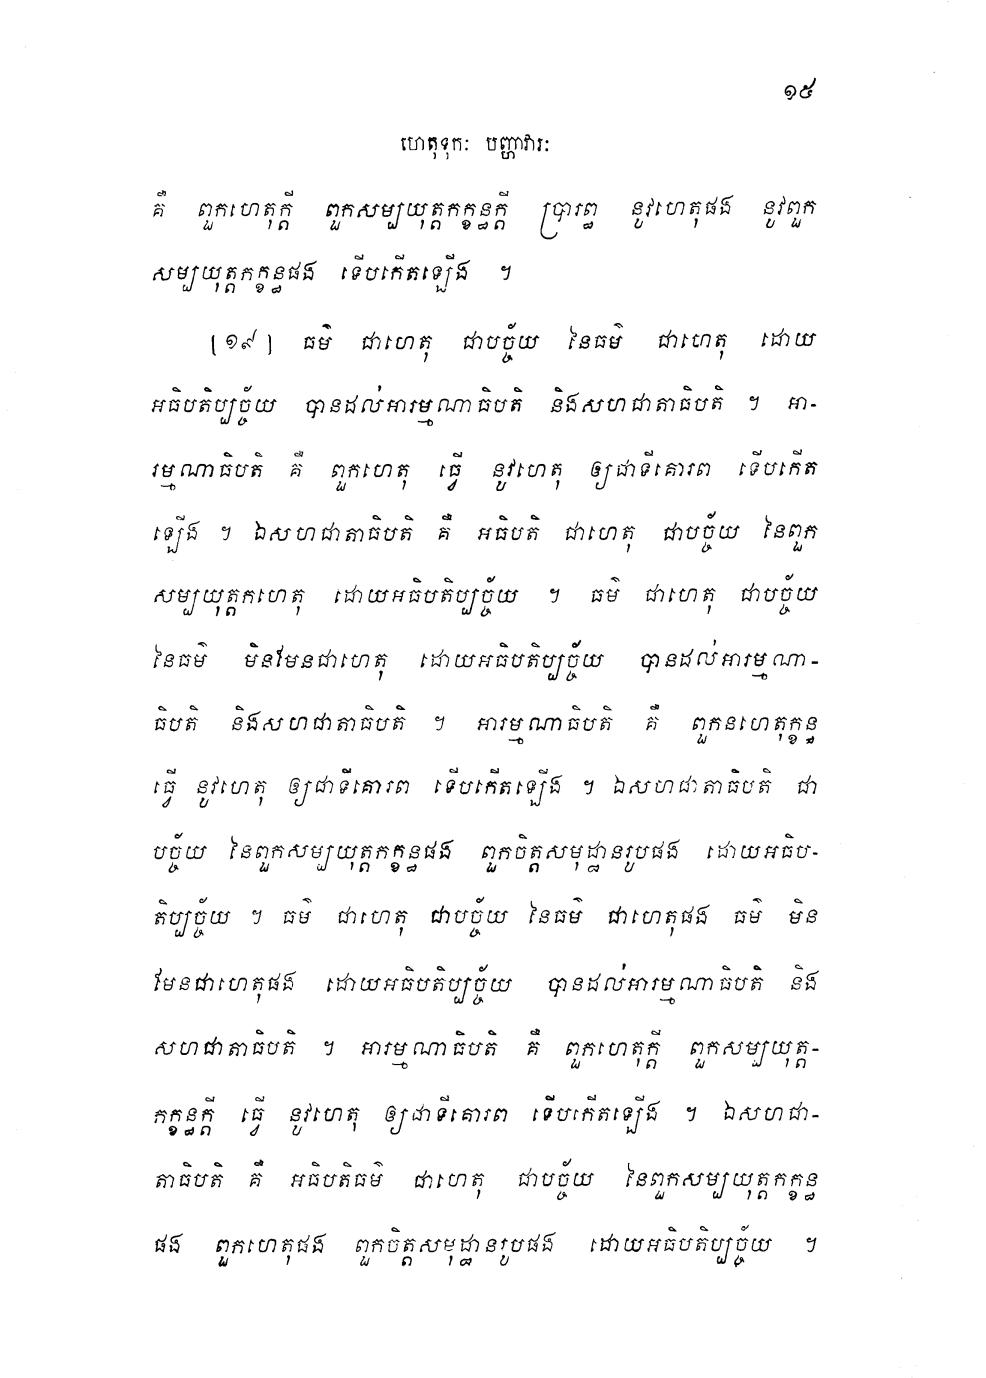 ១៥
ហេតុទុកៈ បញ្ហាវារៈ
គឺ ពួកហេតុក្តី ពួកសម្បយុត្តកក្ខន្ធក្តី ប្រារព្ធ នូវហេតុផង នូវពួក
សម្បយុត្តកក្ខន្ធផង ទើបកើតឡើង ។
[១៩] ធម៌ ជាហេតុ ជាបច្ច័យ នៃធម៌ ជាហេតុ ដោយ
អធិបតិប្បច្ច័យ បានដល់អារម្មណាធិបតិ និងសហជាតាធិបតិ ។ អា-
រម្មណាធិបតិ គឺ ពួកហេតុ ធ្វើ នូវហេតុ ឲ្យជាទីគោរព ទើបកើត
ឡើង ។ ឯសហជាតាធិបតិ គឺ អធិបតិ ជាហេតុ ជាបច្ច័យ នៃពួក
សម្បយុត្តកហេតុ ដោយអធិបតិប្បច្ច័យ ។ ធម៌ ជាហេតុ ជាបច្ច័យ
នៃធម៌ មិនមែនជាហេតុ ដោយអធិបតិប្បច្ច័យ បានដល់អារម្មណា-
ធិបតិ និងសហជាតាធិបតិ ។ អារម្មណាធិបតិ គឺ ពួកនហេតុក្ខន្ធ
ធ្វើ នូវហេតុ ឲ្យជាទីគោរព ទើបកើតឡើង ។ ឯសហជាតាធិបតិ ជា
បច្ច័យ នៃពួកសម្បយុត្តកក្ខន្ធផង ពួកចិត្តសមុដ្ឋានរូបផង ដោយអធិប-
តិប្បច្ច័យ ។ ធម៌ ជាហេតុ ជាបច្ច័យ នៃធម៌ ជាហេតុផង ធម៌ មិន
មែនជាហេតុផង ដោយអធិបតិប្បច្ច័យ បានដល់អារម្មណាធិបតិ និង
សហជាតាធិបតិ ។ អារម្មណាធិបតិ គឺ ពួកហេតុក្តី ពួកសម្បយុត្ត-
កក្ខន្ធក្តី ធ្វើ នូវហេតុ ឲ្យជាទីគោរព ទើបកើតឡើង ។ ឯសហជា-
តាធិបតិ គឺ អធិបតិធម៌ ជាហេតុ ជាបច្ច័យ នៃពួកសម្បយុត្តកក្ខន្ធ
ផង ពួកហេតុផង ពួកចិត្តសមុដ្ឋានរូបផង ដោយអធិបតិប្បច្ច័យ ។